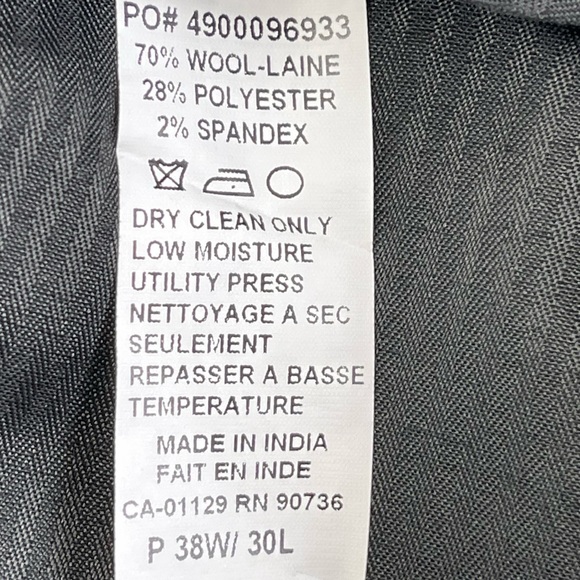 PO# 4900096933
70% WOOL-LAINE
28% POLYESTER
2% SPANDEX
DRY CLEAN ONLY
LOW MOISTURE
UTILITY PRESS
NETTOYAGE A SEC
SEULEMENT
REPASSER A BASSE
TEMPERATURE
MADE IN INDIA
FAIT EN INDE
CA-01129 RN 90736
P 38W/ 30L